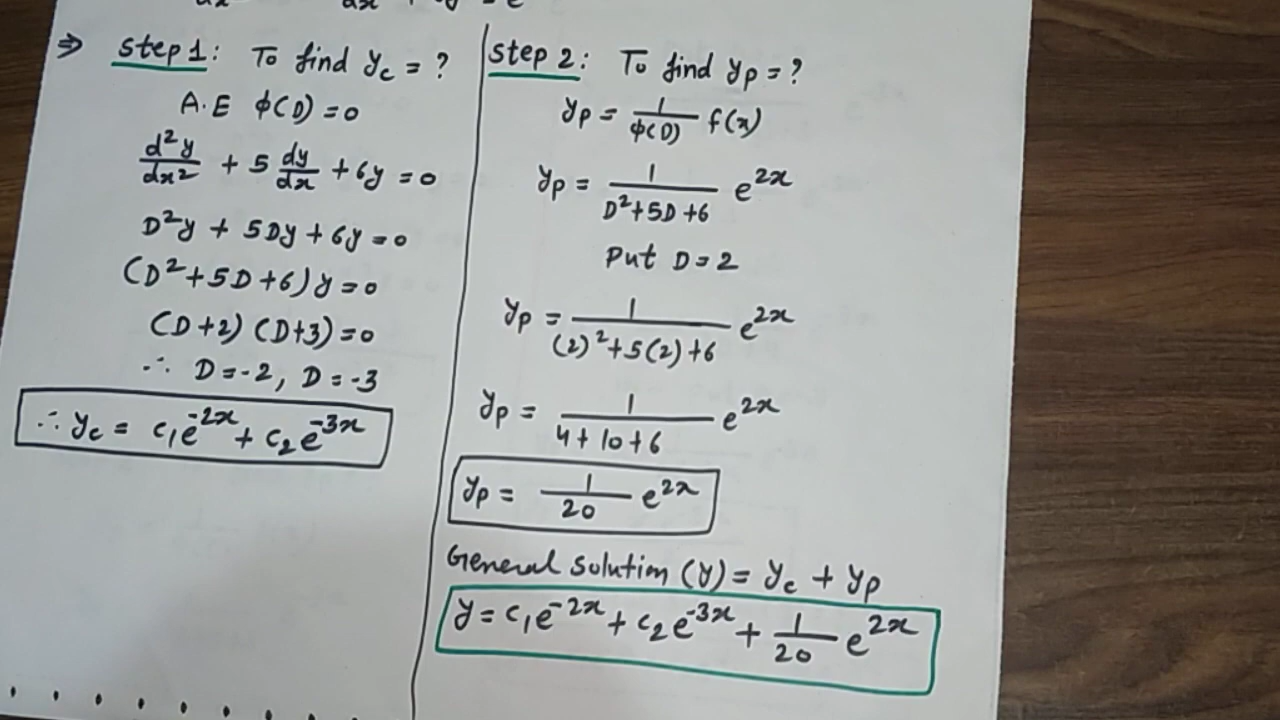 ⇒ Step 1: To find y_c = ?
A.E ϕ(D) = 0
d²y/dx² + 5 dy/dx + 6y = 0
D²y + 5Dy + 6y = 0
(D² + 5D + 6) y = 0
(D+2) (D+3) = 0
∴ D = -2, D = -3
∴ y_c = c₁e^{-2x} + c₂e^{-3x}
Step 2: To find y_p = ?
y_p = 1/ϕ(D) f(x)
y_p = 1/(D² + 5D + 6) e^{2x}
Put D = 2
y_p = 1/((2)² + 5(2) + 6) e^{2x}
y_p = 1/(4 + 10 + 6) e^{2x}
y_p = 1/20 e^{2x}
General solution (y) = y_c + y_p
y = c₁e^{-2x} + c₂e^{-3x} + 1/20 e^{2x}